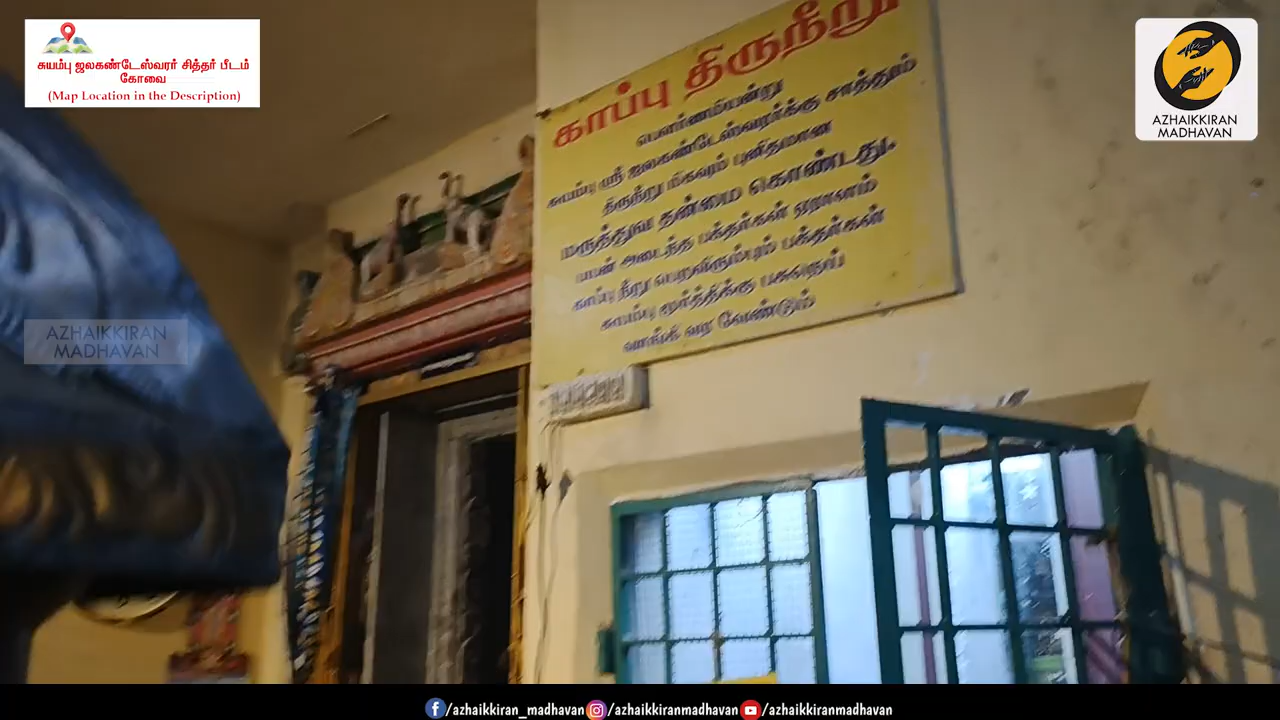 சுயம்பு ஜலகண்டேஸ்வரர் சித்தர் பீடம்
கோவை
(Map Location in the Description)
AZHAIKKIRAN
MADHAVAN
காப்பு திருநீறு
பௌர்ணமியன்று
சுயம்பு ஸ்ரீ ஜலகண்டேஸ்வரர்க்கு சாத்தும்
திருநீறு மிகவும் புனிதமான
மருத்துவ தன்மை கொண்டது.
பயன் அடைந்த பக்தர்கள் ஏராளம்
காப்பு நீறு பெறவிரும்பும் பக்தர்கள்
சுயம்பு மூர்த்திக்கு பசுநெய்
வாங்கி வர வேண்டும்
AZHAIKKIRAN
MADHAVAN
/azhaikkiran_madhavan /azhaikkiranmadhavan /azhaikkiranmadhavan